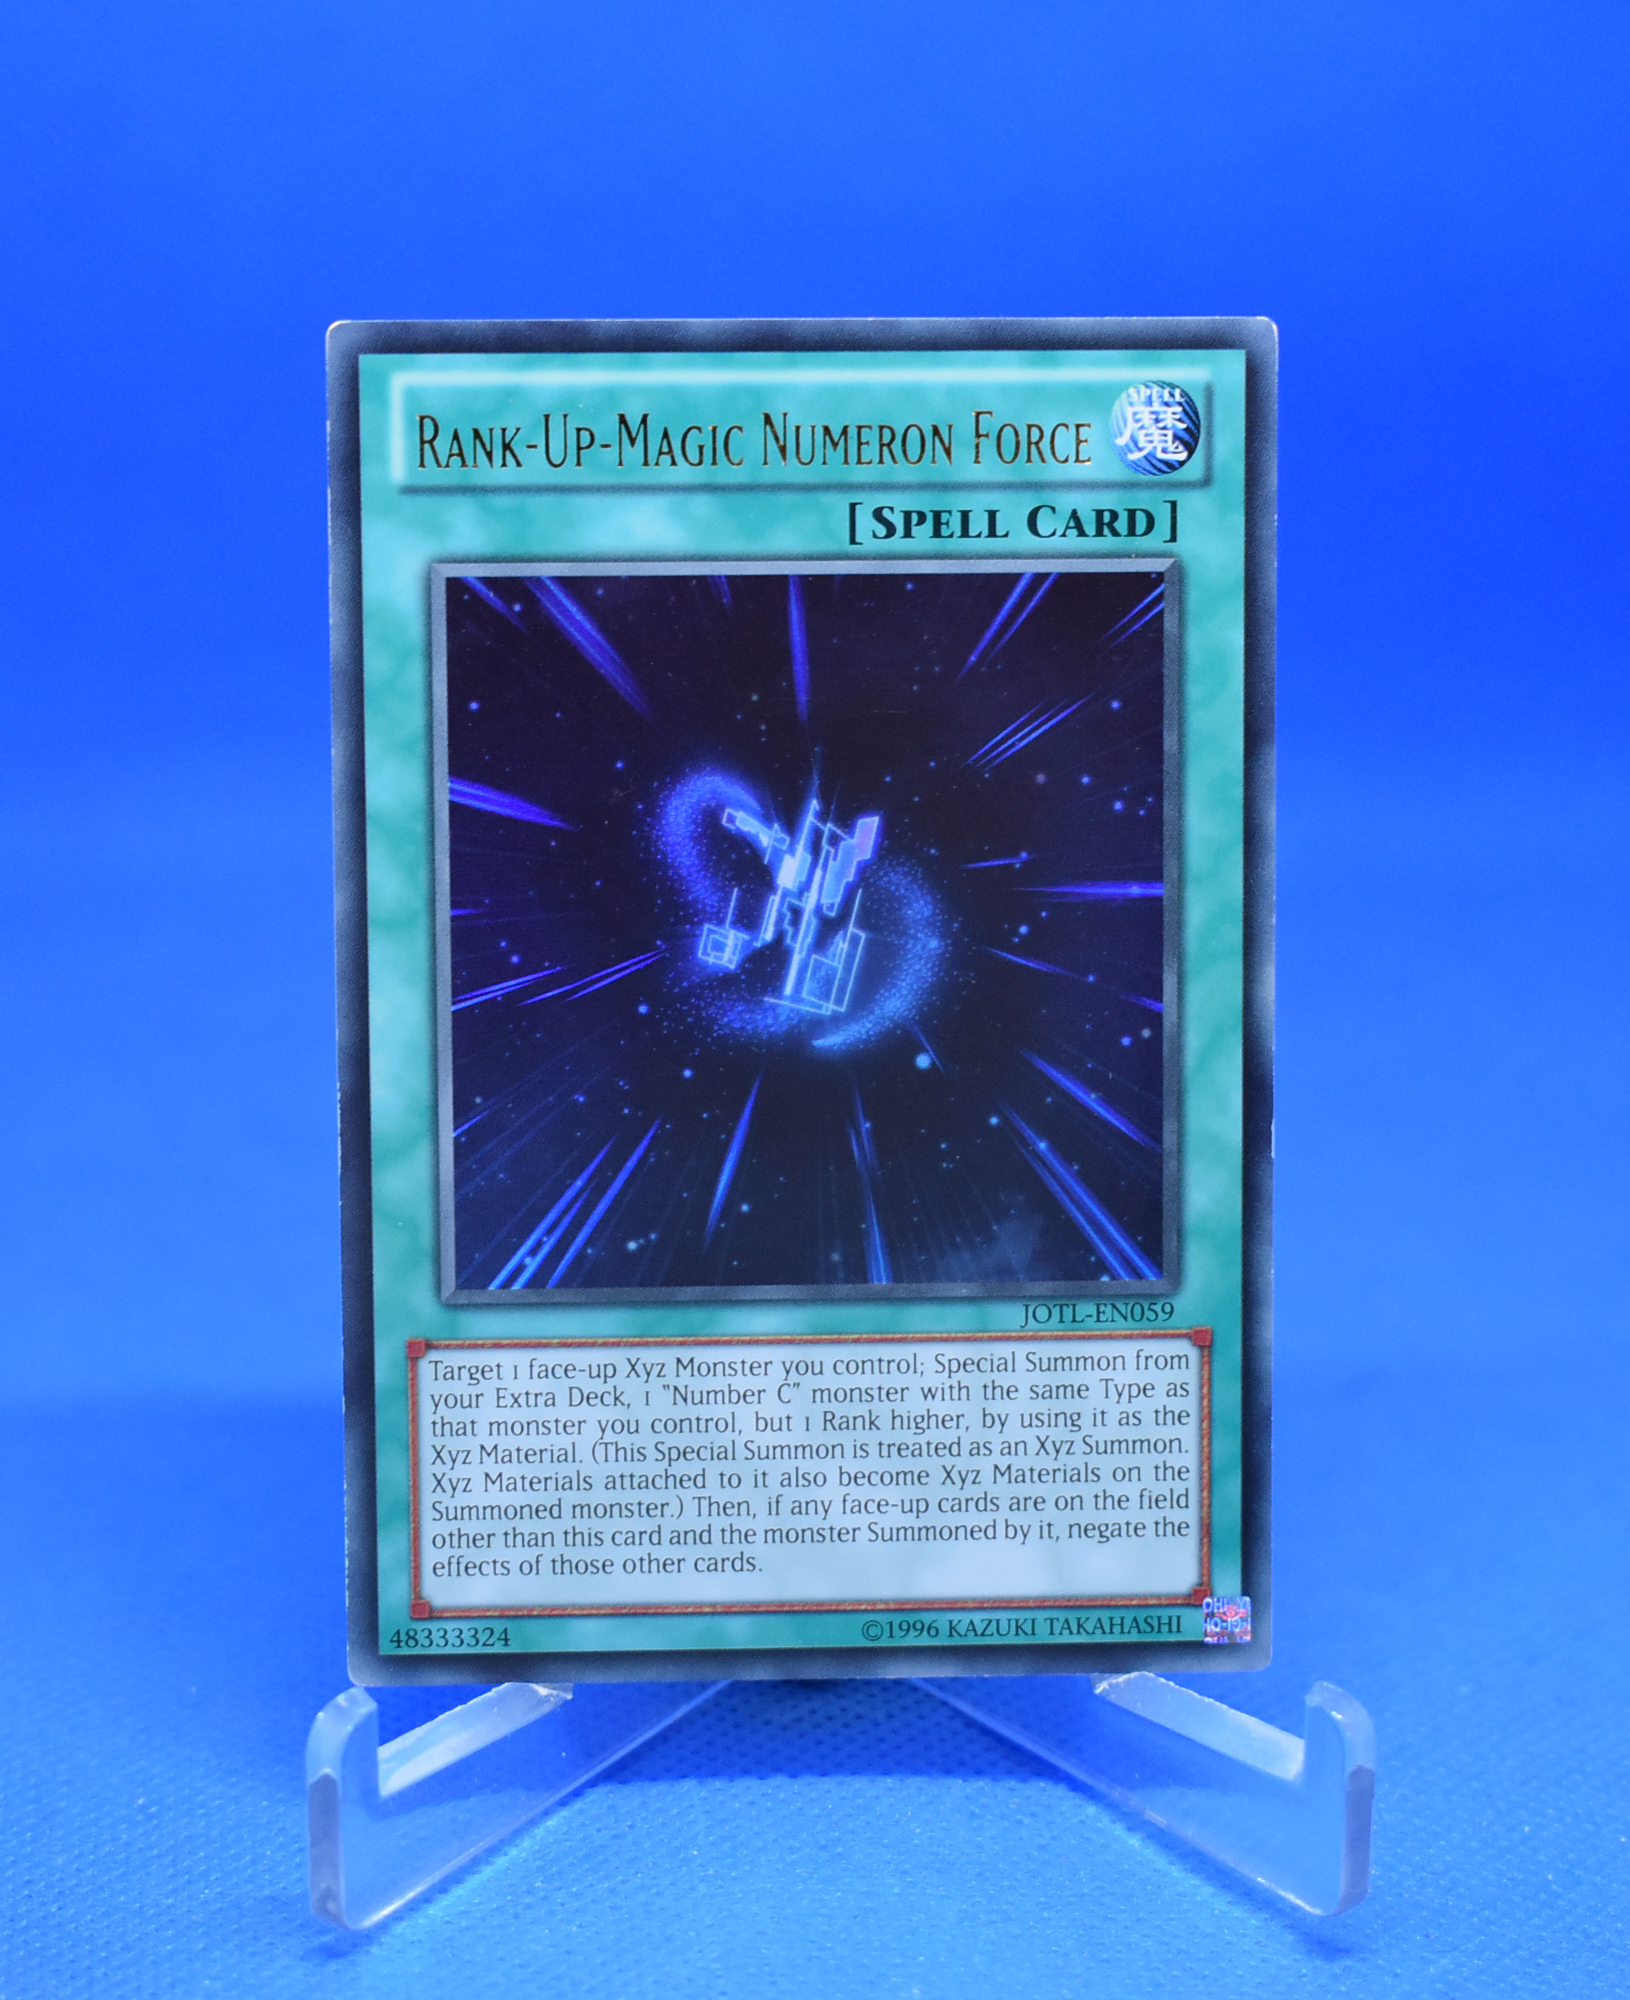 RANK-UP-MAGIC NUMERON FORCE
SPELL
魔
[SPELL CARD]
JOTL-EN059
Target 1 face-up Xyz Monster you control; Special Summon from
your Extra Deck, 1 "Number C" monster with the same Type as
that monster you control, but 1 Rank higher, by using it as the
Xyz Material. (This Special Summon is treated as an Xyz Summon.
Xyz Materials attached to it also become Xyz Materials on the
Summoned monster.) Then, if any face-up cards are on the field
other than this card and the monster Summoned by it, negate the
effects of those other cards.
48333324
©1996 KAZUKI TAKAHASHI